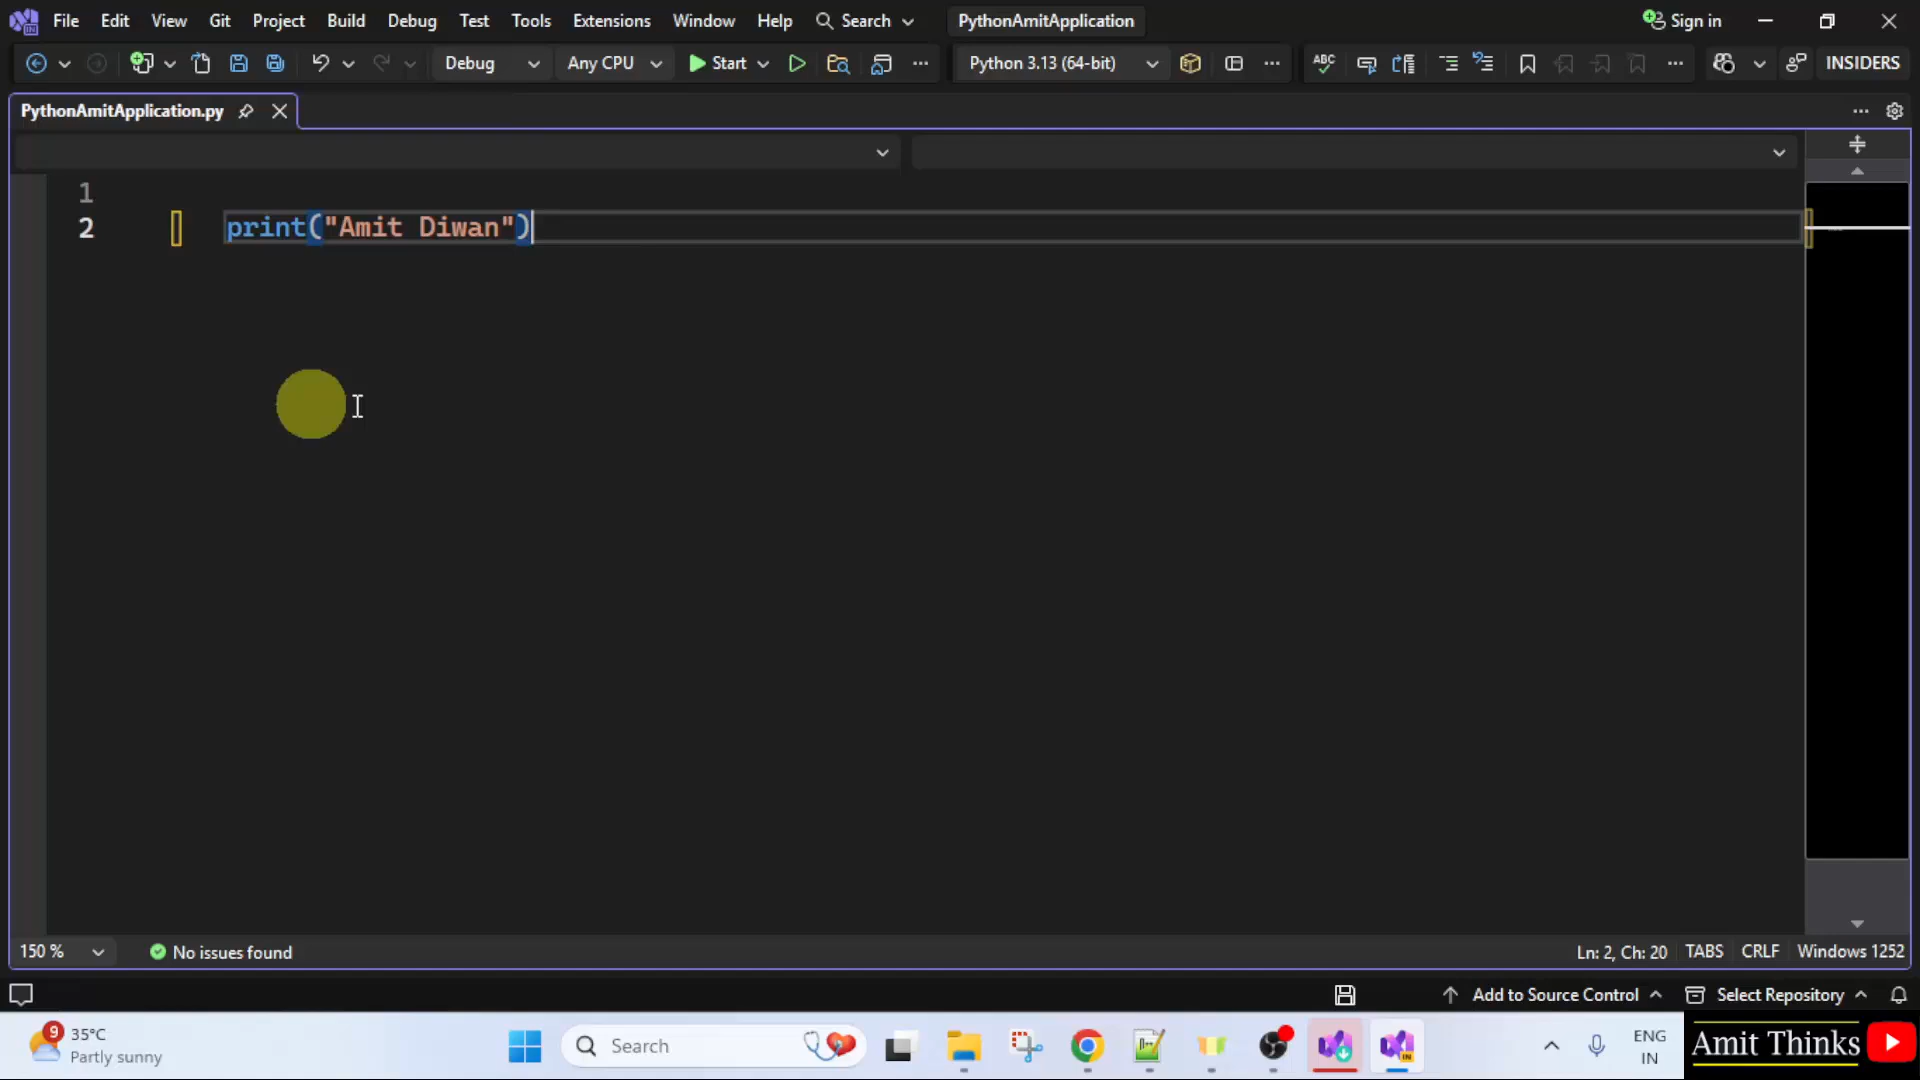 File Edit View Git Project Build Debug Test Tools Extensions Window Help Search PythonAmitApplication Sign in
Debug Any CPU Start Python 3.13 (64-bit) ABC INSIDERS
PythonAmitApplication.py
1
2 print("Amit Diwan")
150 % No issues found Ln: 2, Ch: 20 TABS CRLF Windows 1252
Add to Source Control Select Repository
9 35°C
Partly sunny
Search
IN
ENG
IN
Amit Thinks